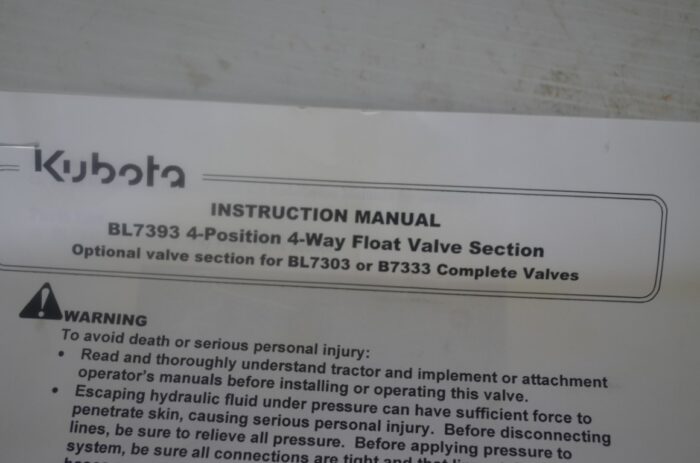 Kubota
INSTRUCTION MANUAL
BL7393 4-Position 4-Way Float Valve Section
Optional valve section for BL7303 or B7333 Complete Valves
WARNING
To avoid death or serious personal injury:
• Read and thoroughly understand tractor and implement or attachment
operator's manuals before installing or operating this valve.
• Escaping hydraulic fluid under pressure can have sufficient force to
penetrate skin, causing serious personal injury. Before disconnecting
lines, be sure to relieve all pressure. Before applying pressure to
system, be sure all connections are tight and that